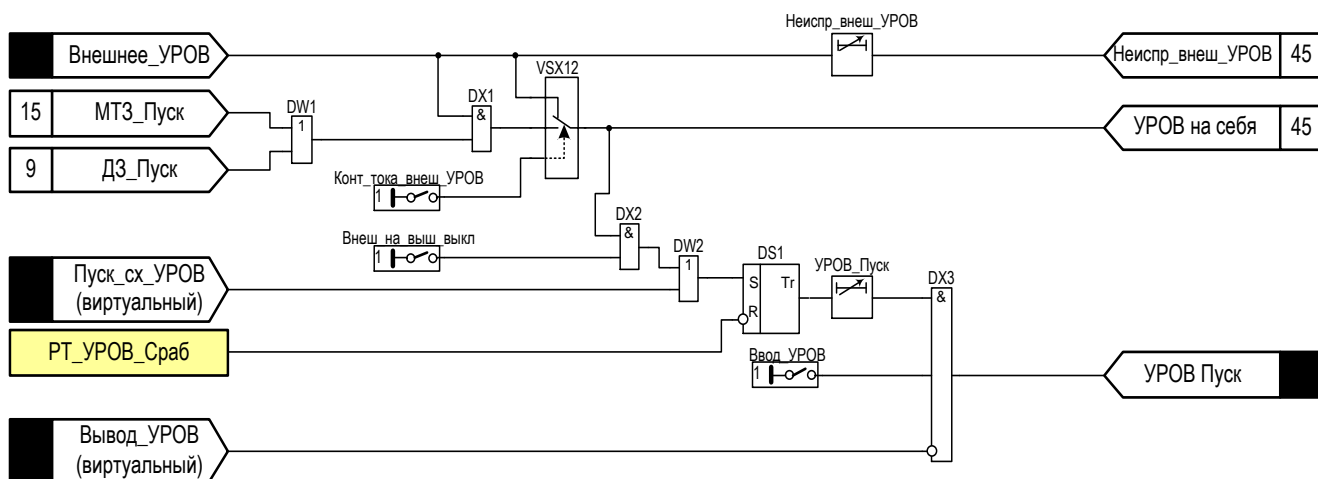 Неиспр_внеш_УРОВ
Внешнее_УРОВ
Неиспр_внеш_УРОВ 45
VSX12
15 МТЗ_Пуск
DW1
1
DX1
&
УРОВ на себя 45
9 ДЗ_Пуск
Конт_тока_внеш_УРОВ
1
DX2
&
Внеш_на_выш_выкл
1
DW2
1
DS1
S Tr
R
УРОВ_Пуск
DX3
&
Пуск_сх_УРОВ
(виртуальный)
РТ_УРОВ_Сраб
Ввод_УРОВ
1
УРОВ Пуск
Вывод_УРОВ
(виртуальный)